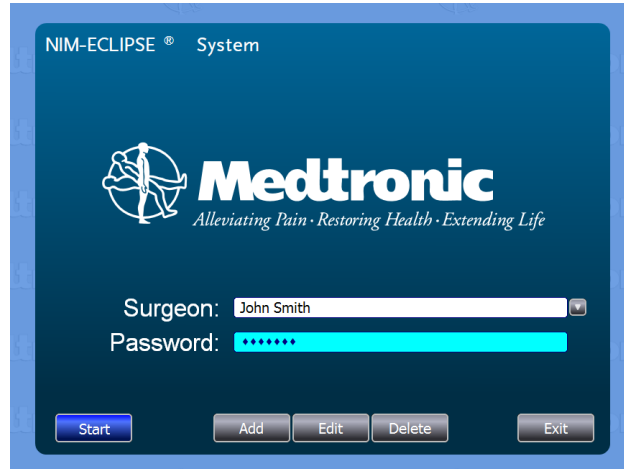 NIM-ECLIPSE ® System
Medtronic
Alleviating Pain · Restoring Health · Extending Life
Surgeon: John Smith
Password: ♦♦♦♦♦♦♦
Start Add Edit Delete Exit